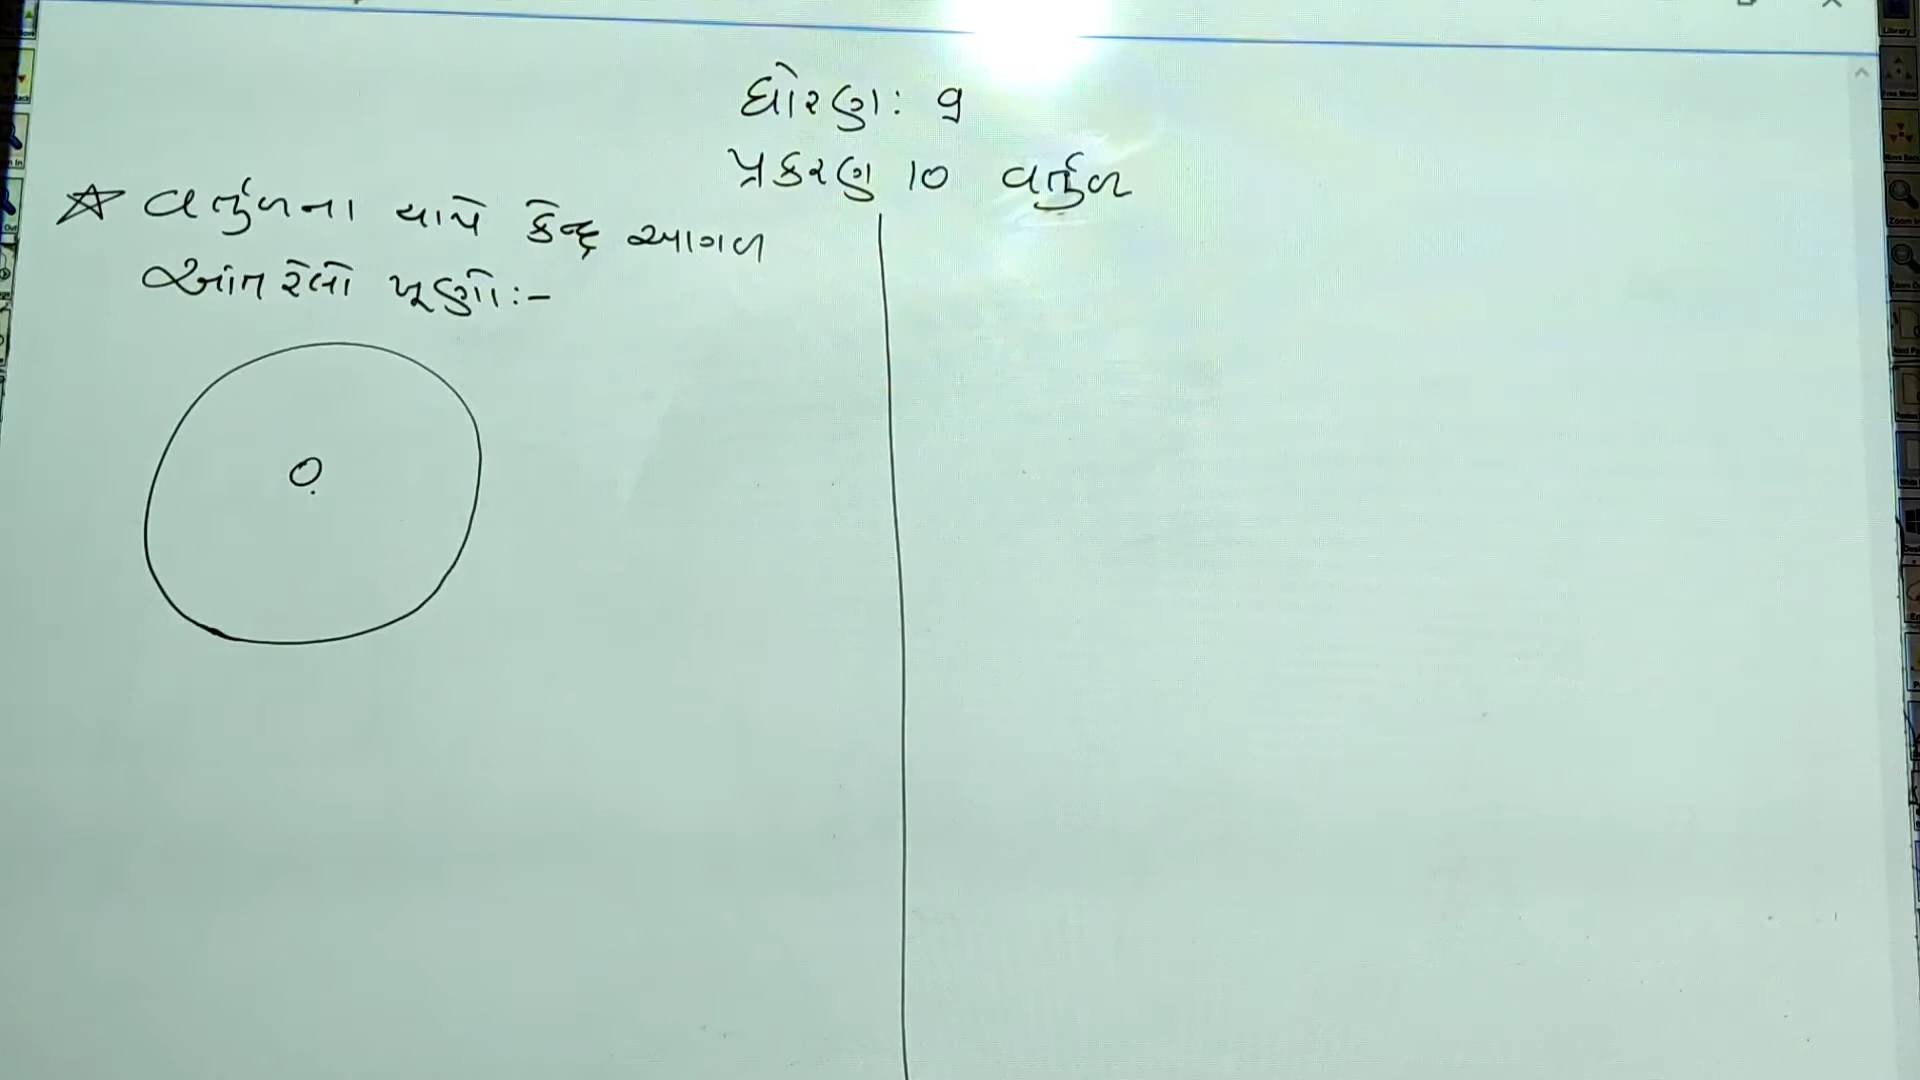 ધોરણ: 9
પ્રકરણ 10 વર્તુળ
☆ વર્તુળના ચાપે કેન્દ્ર આગળ
આંતરેલો ખૂણો:-
O